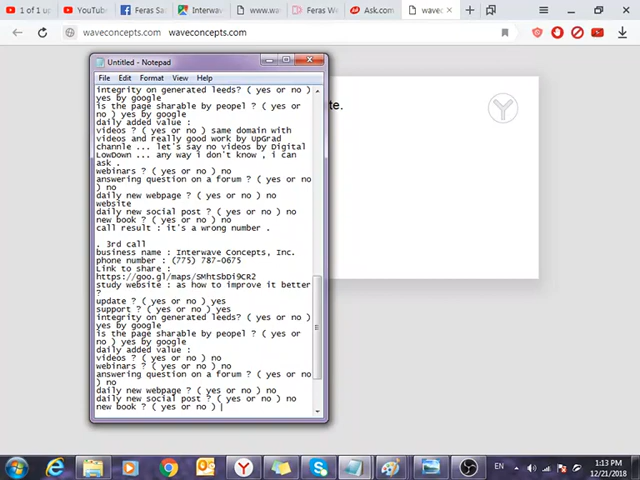 1 of 1 u
YouTube
Feras Sa
Interwav
www.wav
Feras We
Ask.com
wavec
waveconcepts.com waveconcepts.com
Untitled - Notepad
File Edit Format View Help
integrity on generated leeds? ( yes or no )
yes by google
is the page sharable by peopel ? ( yes or
no ) yes by google
daily added value :
videos ? ( yes or no ) same domain with
videos and really good work by UpGrad
channle ... let's say no videos by Digital
LowDown ... any way i don't know , i can
ask .
webinars ? ( yes or no ) no
answering question on a forum ? ( yes or no
) no
daily new webpage ? ( yes or no ) no
website
daily new social post ? ( yes or no ) no
new book ? ( yes or no ) no
call result : it's a wrong number .
. 3rd call
business name : Interwave Concepts, Inc.
phone number : (775) 787-0675
Link to share :
https://goo.gl/maps/SMhtSbDi9CR2
study website : as how to improve it better
?
update ? ( yes or no ) yes
support ? ( yes or no ) yes
integrity on generated leeds? ( yes or no )
yes by google
is the page sharable by peopel ? ( yes or
no ) yes by google
daily added value :
videos ? ( yes or no ) no
webinars ? ( yes or no ) no
answering question on a forum ? ( yes or no
) no
daily new webpage ? ( yes or no ) no
daily new social post ? ( yes or no ) no
new book ? ( yes or no )
te.
EN
1:13 PM
12/21/2018